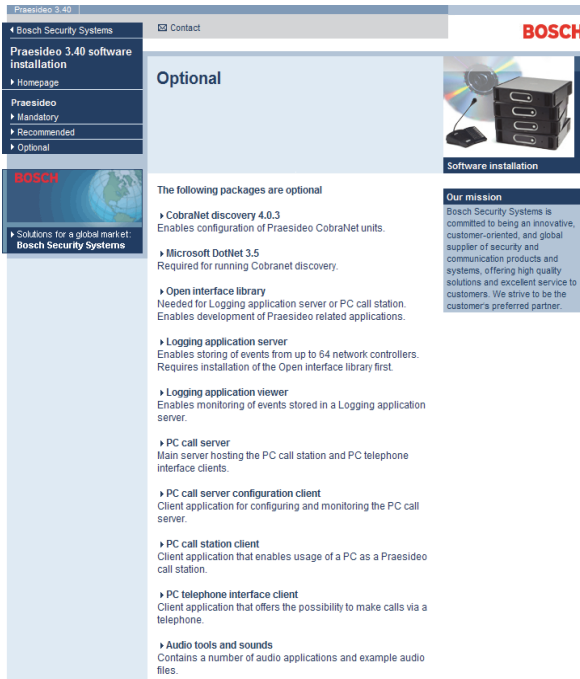 Praesideo 3.40
Bosch Security Systems
Praesideo 3.40 software
installation
Homepage
Praesideo
Mandatory
Recommended
Optional
BOSCH
Solutions for a global market:
Bosch Security Systems
Contact
BOSCH
Optional
Software installation
The following packages are optional
CobraNet discovery 4.0.3
Enables configuration of Praesideo CobraNet units.
Microsoft DotNet 3.5
Required for running Cobranet discovery.
Open interface library
Needed for Logging application server or PC call station.
Enables development of Praesideo related applications.
Logging application server
Enables storing of events from up to 64 network controllers.
Requires installation of the Open interface library first.
Logging application viewer
Enables monitoring of events stored in a Logging application
server.
PC call server
Main server hosting the PC call station and PC telephone
interface clients.
PC call server configuration client
Client application for configuring and monitoring the PC call
server.
PC call station client
Client application that enables usage of a PC as a Praesideo
call station.
PC telephone interface client
Client application that offers the possibility to make calls via a
telephone.
Audio tools and sounds
Contains a number of audio applications and example audio
files.
Our mission
Bosch Security Systems is
committed to being an innovative,
customer-oriented, and global
supplier of security and
communication products and
systems, offering high quality
solutions and excellent service to
customers. We strive to be the
customer's preferred partner.